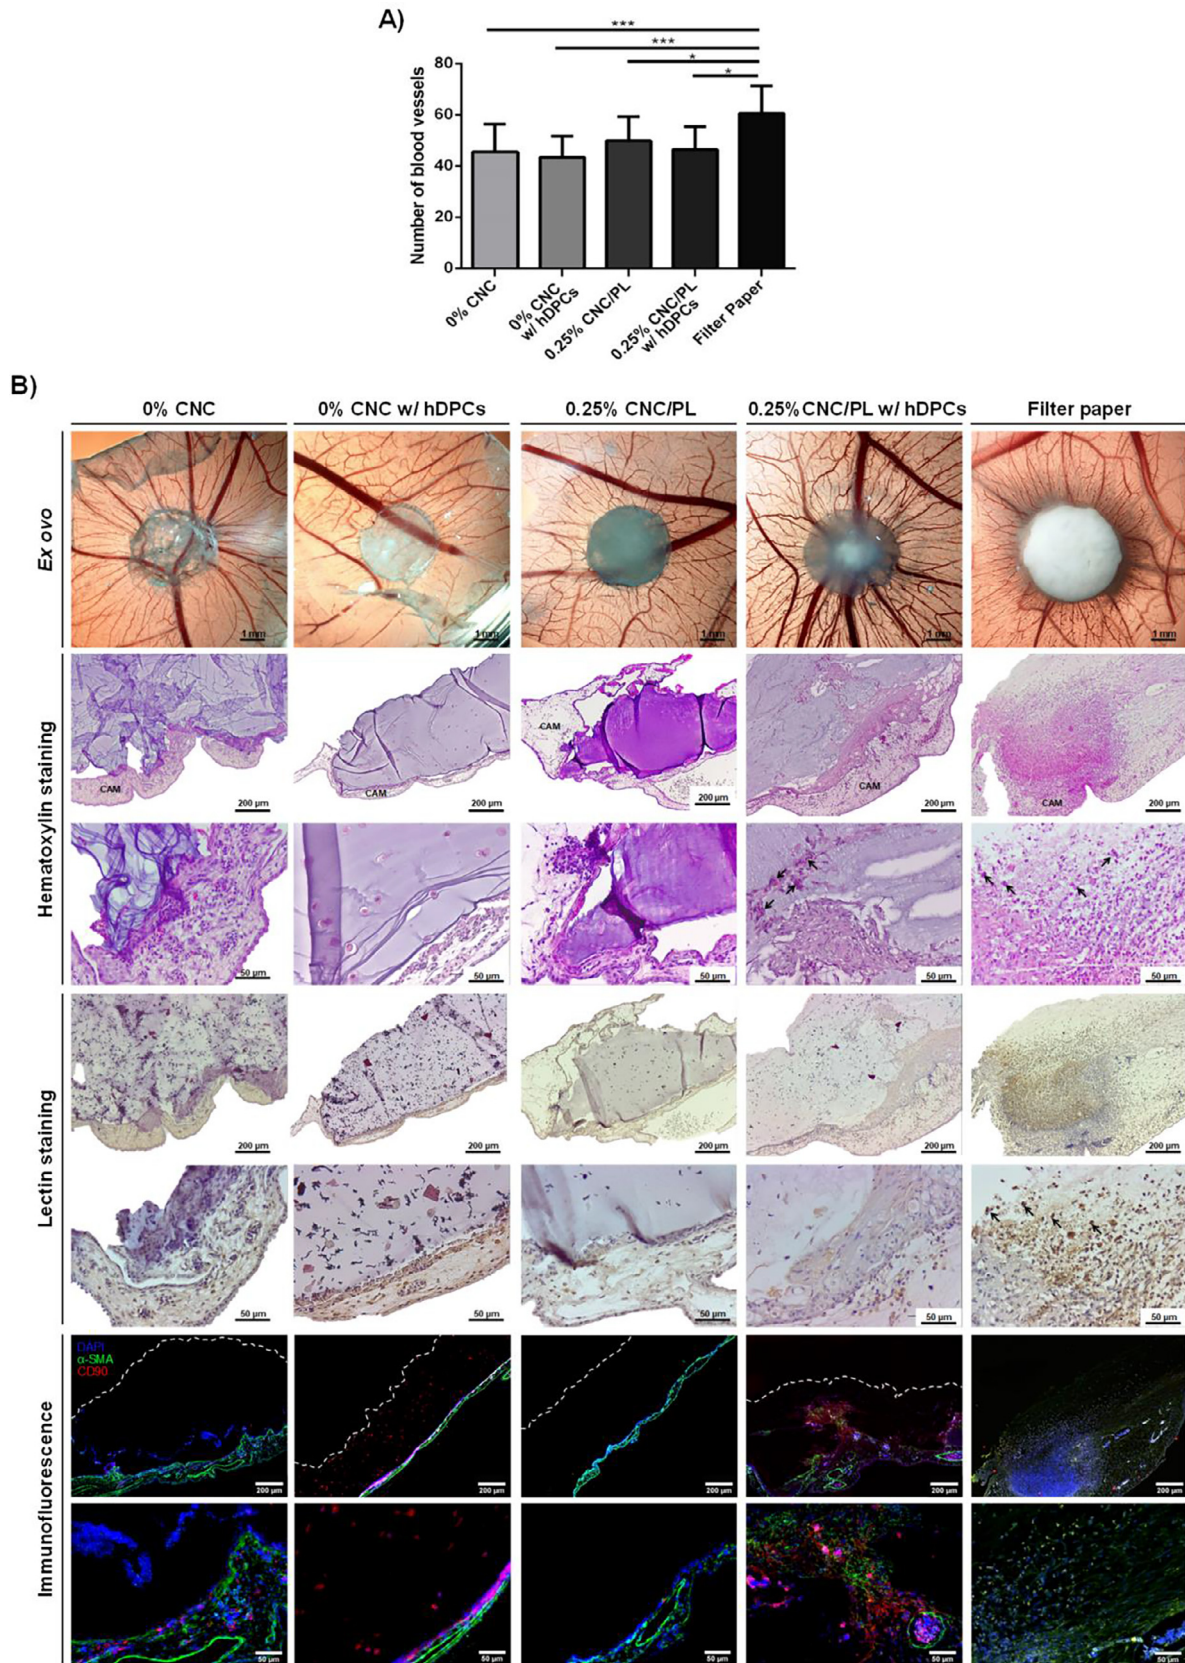 A)
***
***
*
*
Number of blood vessels
80
60
40
20
0
0% CNC
0% CNC
w/ hDPCs
0.25% CNC/PL
0.25% CNC/PL
w/ hDPCs
Filter Paper
B)
0% CNC
0% CNC w/ hDPCs
0.25% CNC/PL
0.25% CNC/PL w/ hDPCs
Filter paper
Ex ovo
1 mm
1 mm
1 mm
1 mm
1 mm
Hematoxylin staining
CAM
200 µm
CAM
200 µm
CAM
200 µm
CAM
200 µm
CAM
200 µm
50 µm
50 µm
50 µm
50 µm
50 µm
Lectin staining
200 µm
200 µm
200 µm
200 µm
200 µm
50 µm
50 µm
50 µm
50 µm
50 µm
Immunofluorescence
DAPI
α-SMA
CD90
200 µm
200 µm
200 µm
200 µm
200 µm
50 µm
50 µm
50 µm
50 µm
50 µm